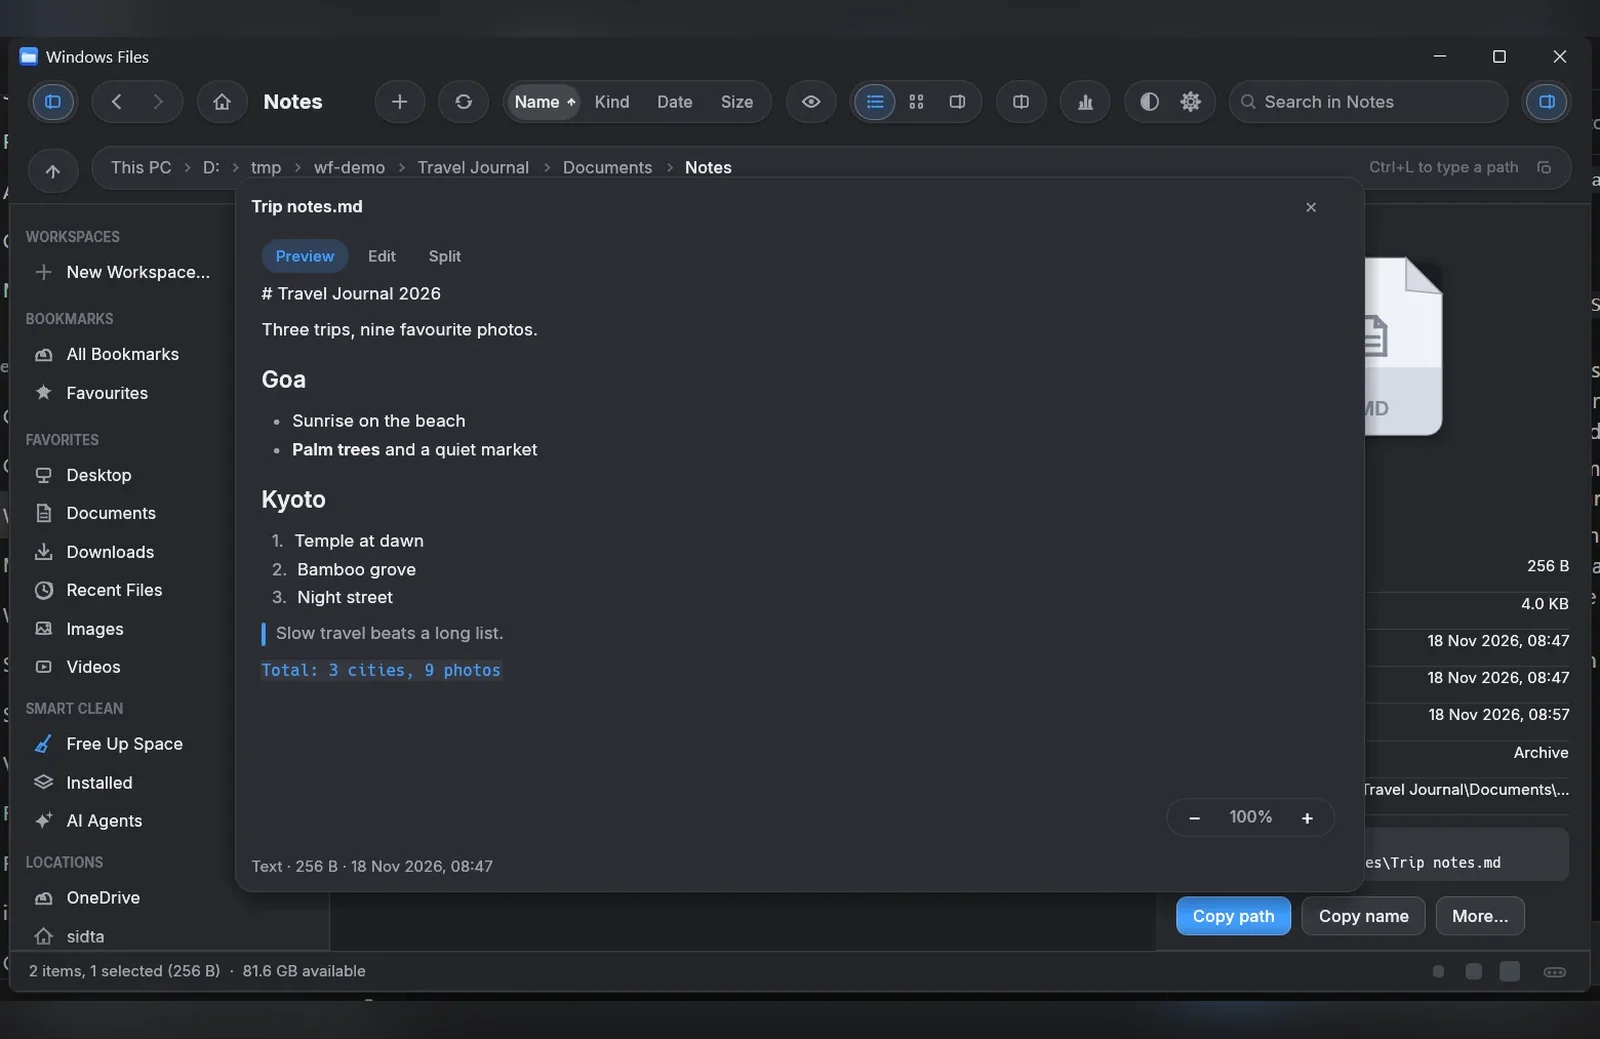 Windows Files
Notes
Name
Kind
Date
Size
Search in Notes
This PC > D: > tmp > wf-demo > Travel Journal > Documents > Notes
Ctrl+L to type a path
WORKSPACES
New Workspace...
BOOKMARKS
All Bookmarks
Favourites
FAVORITES
Desktop
Documents
Downloads
Recent Files
Images
Videos
SMART CLEAN
Free Up Space
Installed
AI Agents
LOCATIONS
OneDrive
sidta
Trip notes.md
Preview
Edit
Split
# Travel Journal 2026
Three trips, nine favourite photos.
Goa
• Sunrise on the beach
• Palm trees and a quiet market
Kyoto
1. Temple at dawn
2. Bamboo grove
3. Night street
Slow travel beats a long list.
Total: 3 cities, 9 photos
− 100% +
Text · 256 B · 18 Nov 2026, 08:47
MD
256 B
4.0 KB
18 Nov 2026, 08:47
18 Nov 2026, 08:47
18 Nov 2026, 08:57
Archive
Travel Journal\Documents\...
es\Trip notes.md
Copy path
Copy name
More...
2 items, 1 selected (256 B) · 81.6 GB available